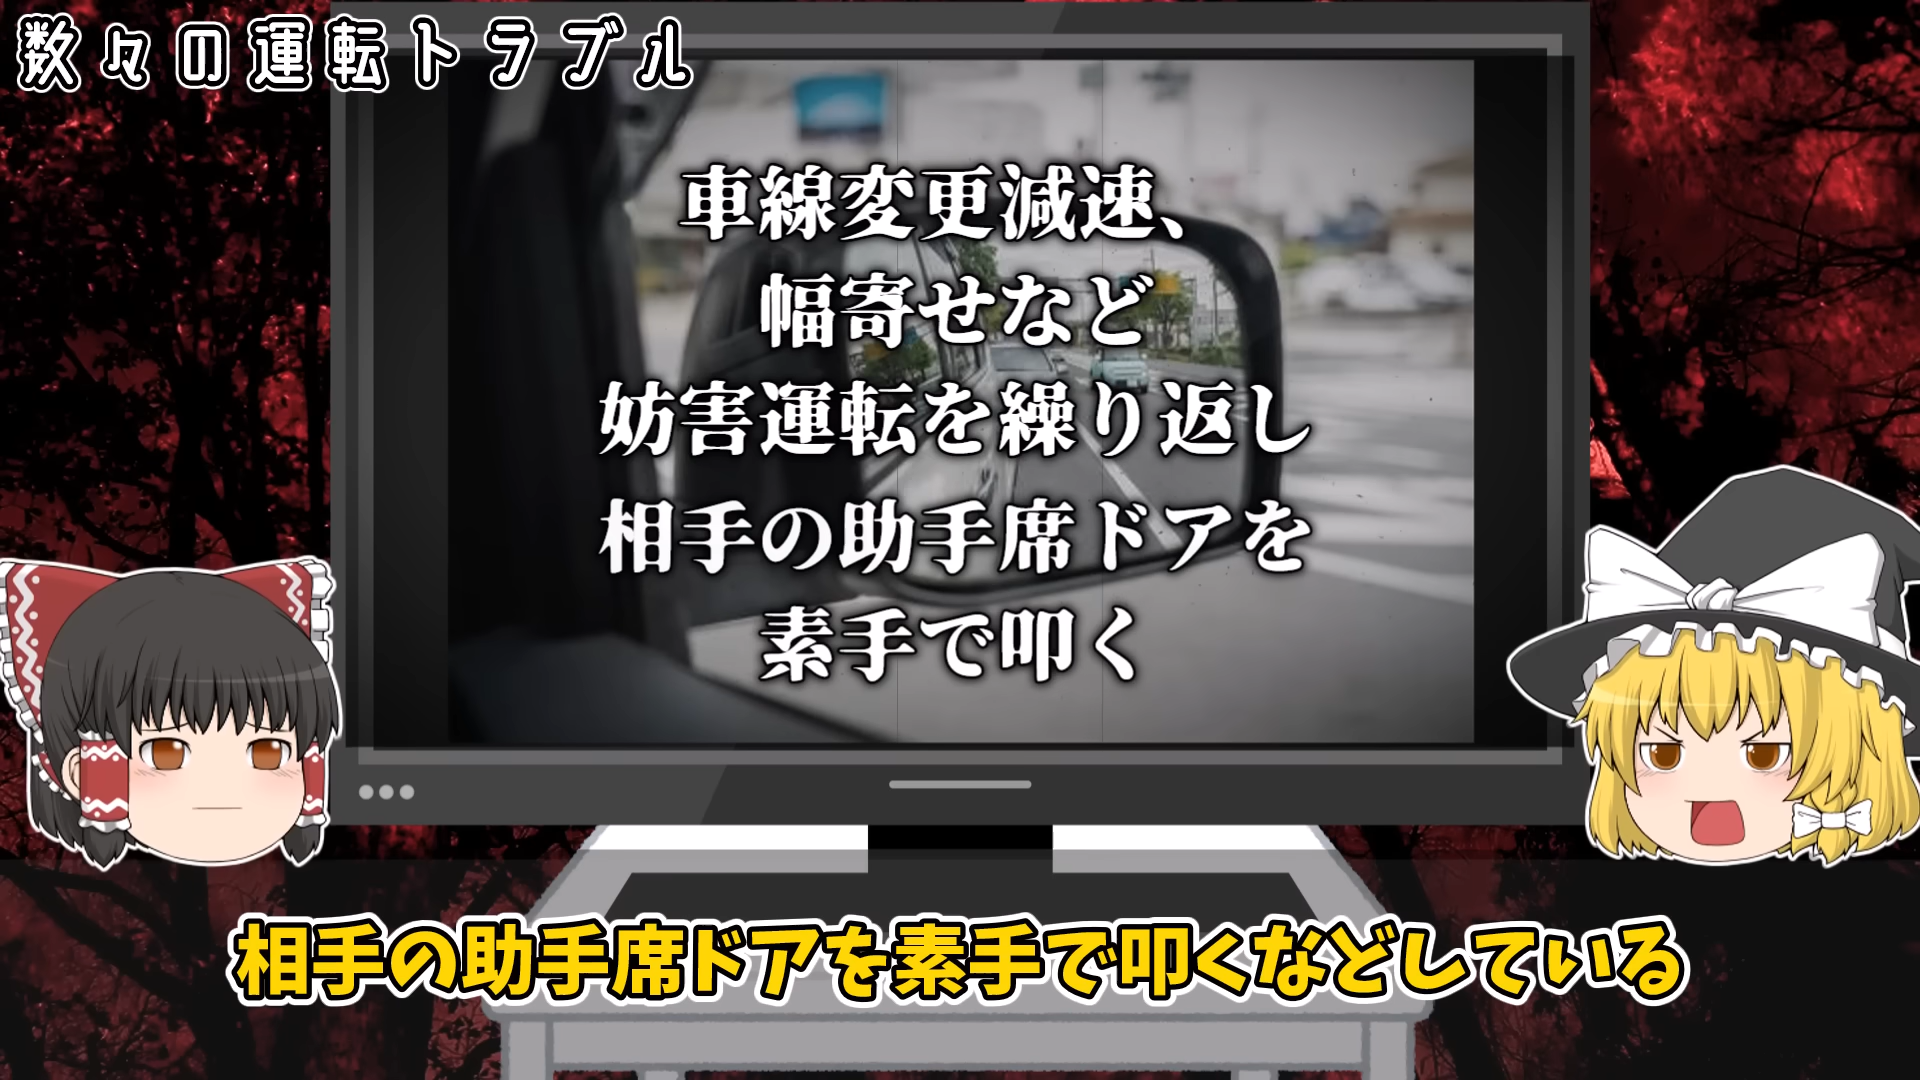 数々の運転トラブル
車線変更減速、
幅寄せなど
妨害運転を繰り返し
相手の助手席ドアを
素手で叩く
相手の助手席ドアを素手で叩くなどしている